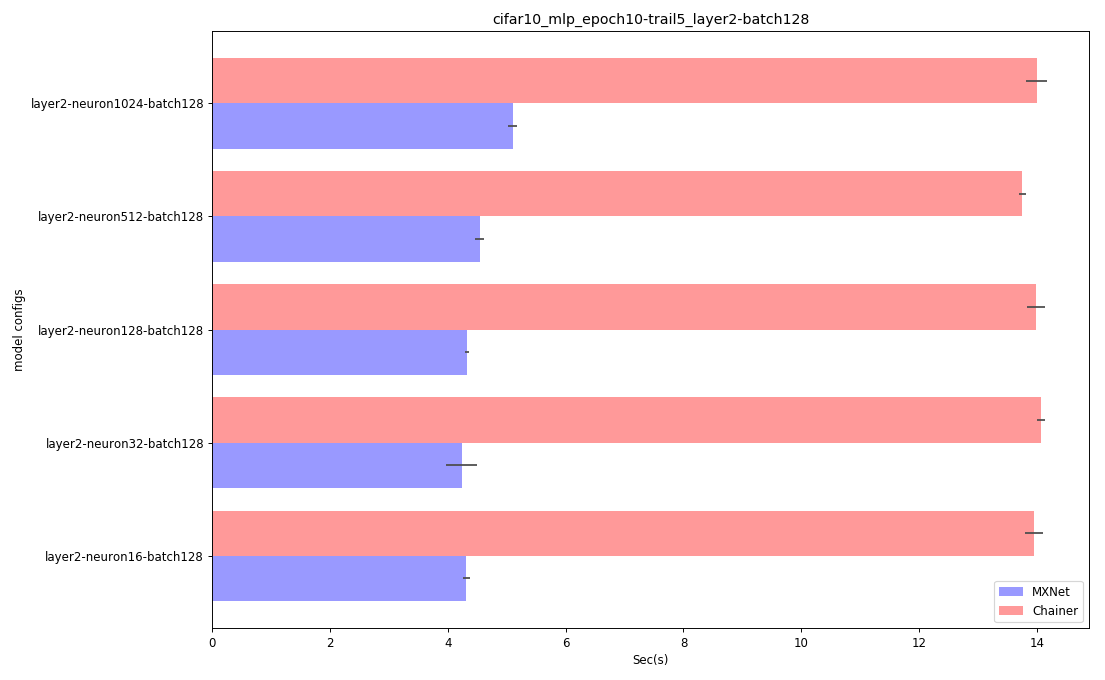 cifar10_mlp_epoch10-trail5_layer2-batch128
model configs
layer2-neuron1024-batch128
layer2-neuron512-batch128
layer2-neuron128-batch128
layer2-neuron32-batch128
layer2-neuron16-batch128
MXNet
Chainer
0 2 4 6 8 10 12 14
Sec(s)